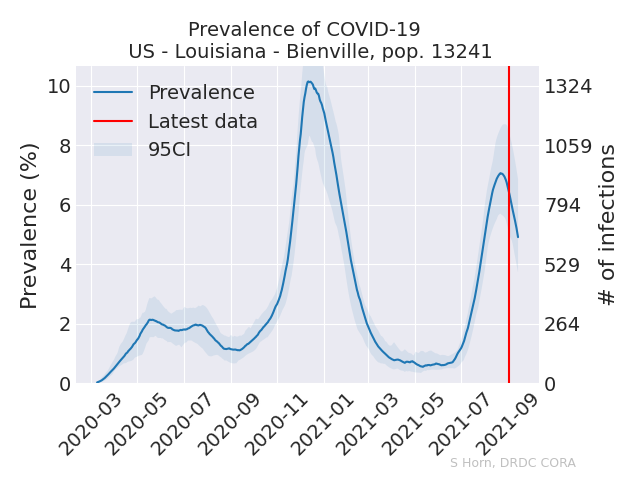 Prevalence of COVID-19
US - Louisiana - Bienville, pop. 13241
Prevalence (%)
10
8
6
4
2
0
Prevalence
Latest data
95CI
1324
1059
794
529
264
0
# of infections
2020-03
2020-05
2020-07
2020-09
2020-11
2021-01
2021-03
2021-05
2021-07
2021-09
S Horn, DRDC CORA